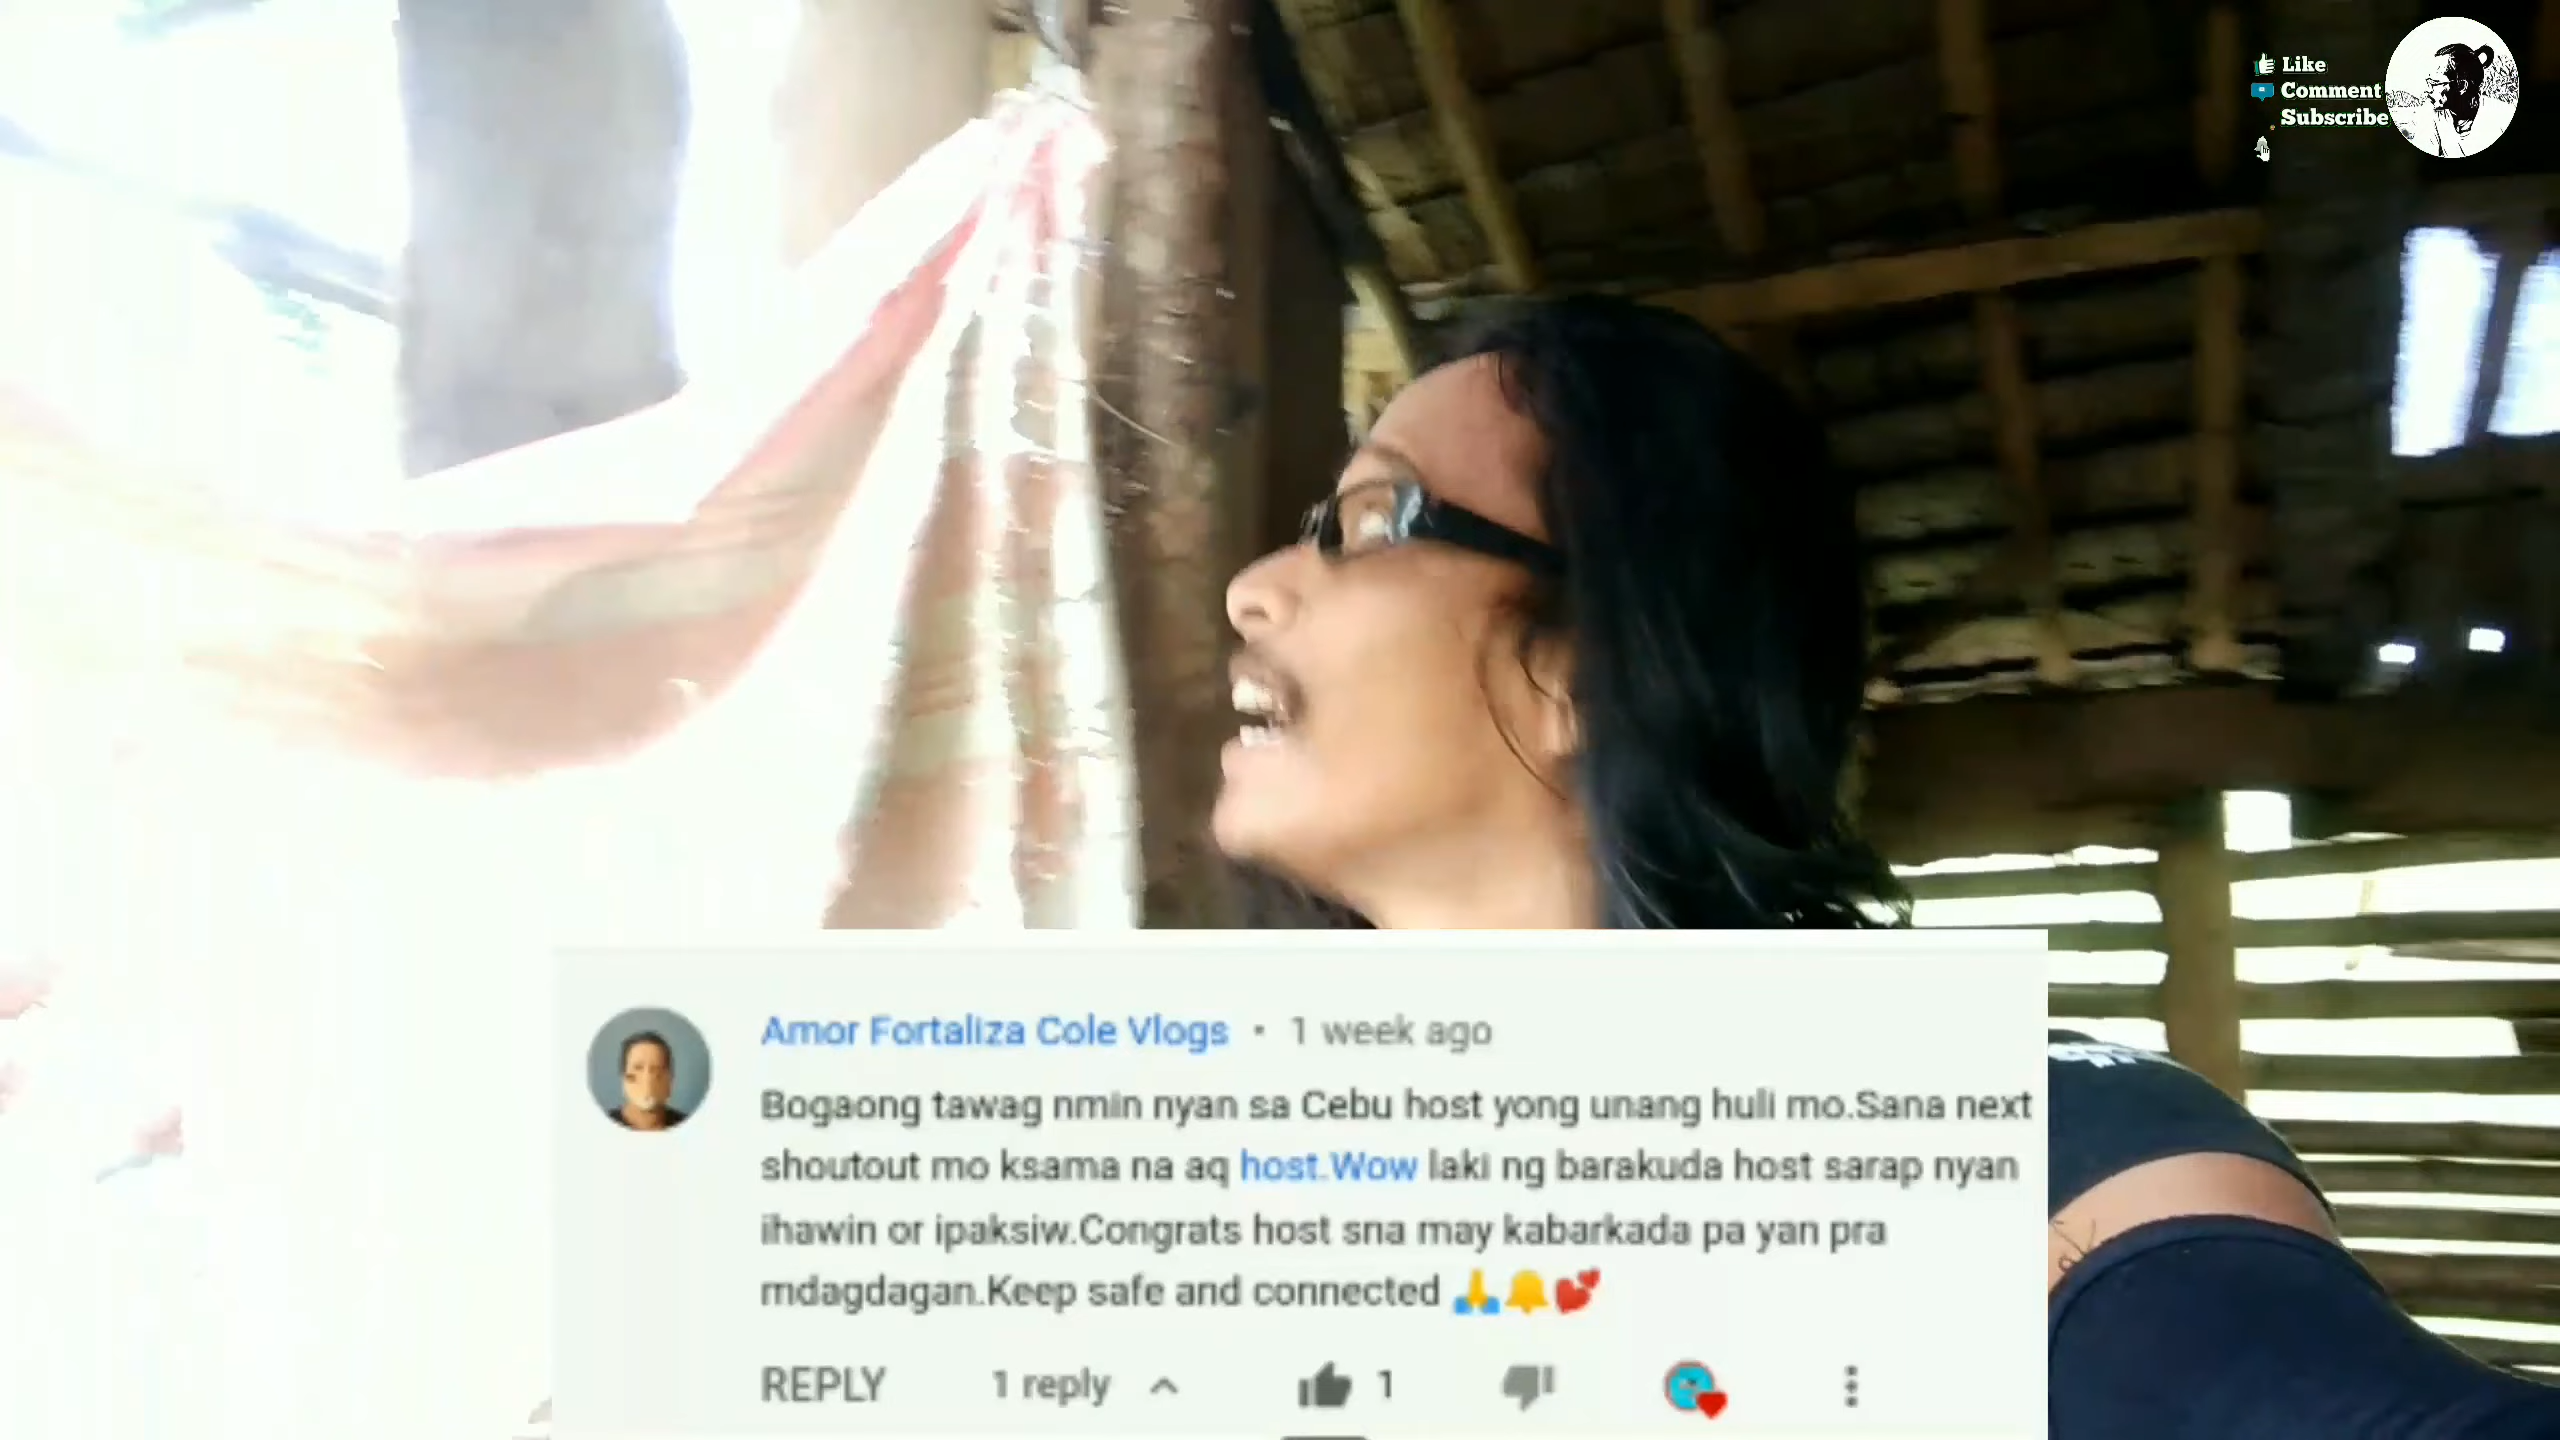 Like
Comment
Subscribe
Amor Fortaliza Cole Vlogs • 1 week ago
Bogaong tawag nmin nyan sa Cebu host yong unang huli mo.Sana next
shoutout mo ksama na aq host.Wow laki ng barakuda host sarap nyan
ihawin or ipaksiw.Congrats host sna may kabarkada pa yan pra
mdagdagan.Keep safe and connected 🙏🔔💕
REPLY 1 reply 1